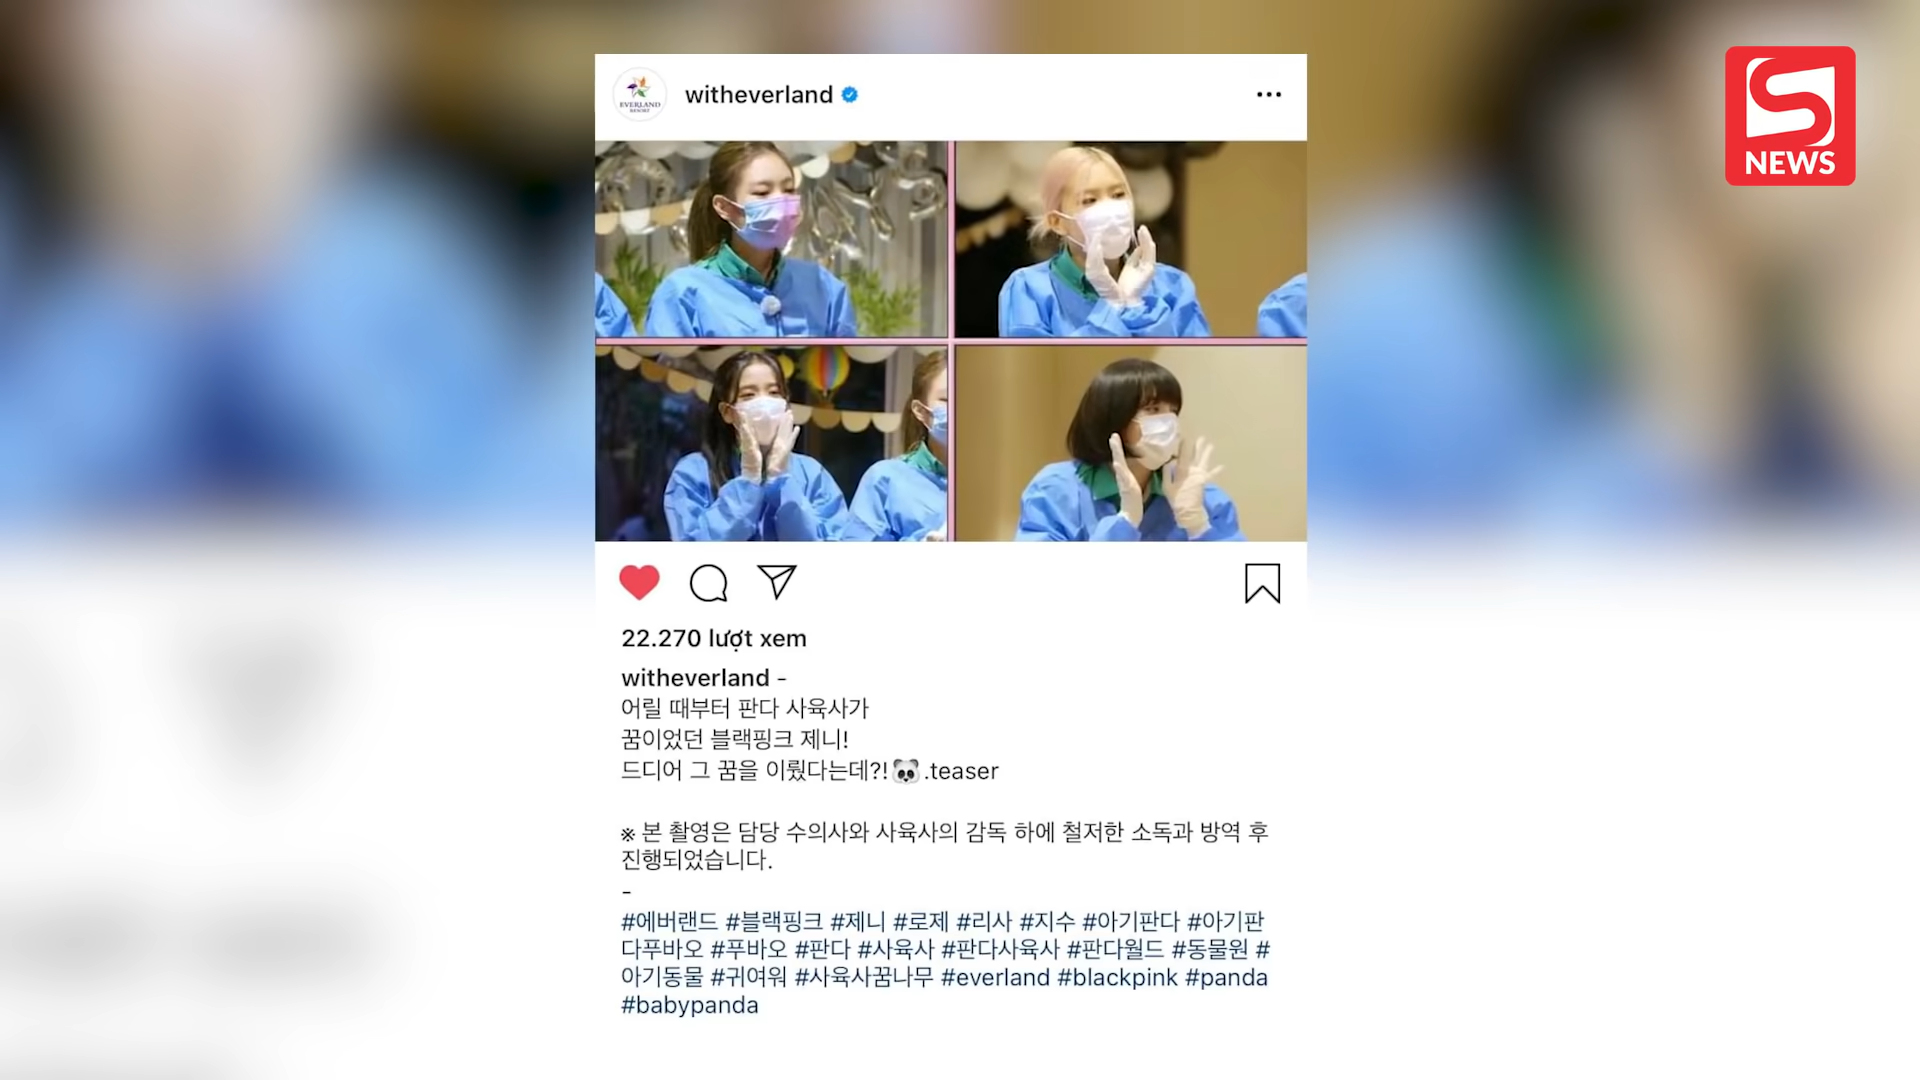 EVERLAND
RESORT
witheverland
NEWS
22.270 lượt xem
witheverland -
어릴 때부터 판다 사육사가
꿈이었던 블랙핑크 제니!
드디어 그 꿈을 이뤘다는데?!🐼.teaser
※ 본 촬영은 담당 수의사와 사육사의 감독 하에 철저한 소독과 방역 후
진행되었습니다.
-
#에버랜드 #블랙핑크 #제니 #로제 #리사 #지수 #아기판다 #아기판
다푸바오 #푸바오 #판다 #사육사 #판다사육사 #판다월드 #동물원 #
아기동물 #귀여워 #사육사꿈나무 #everland #blackpink #panda
#babypanda